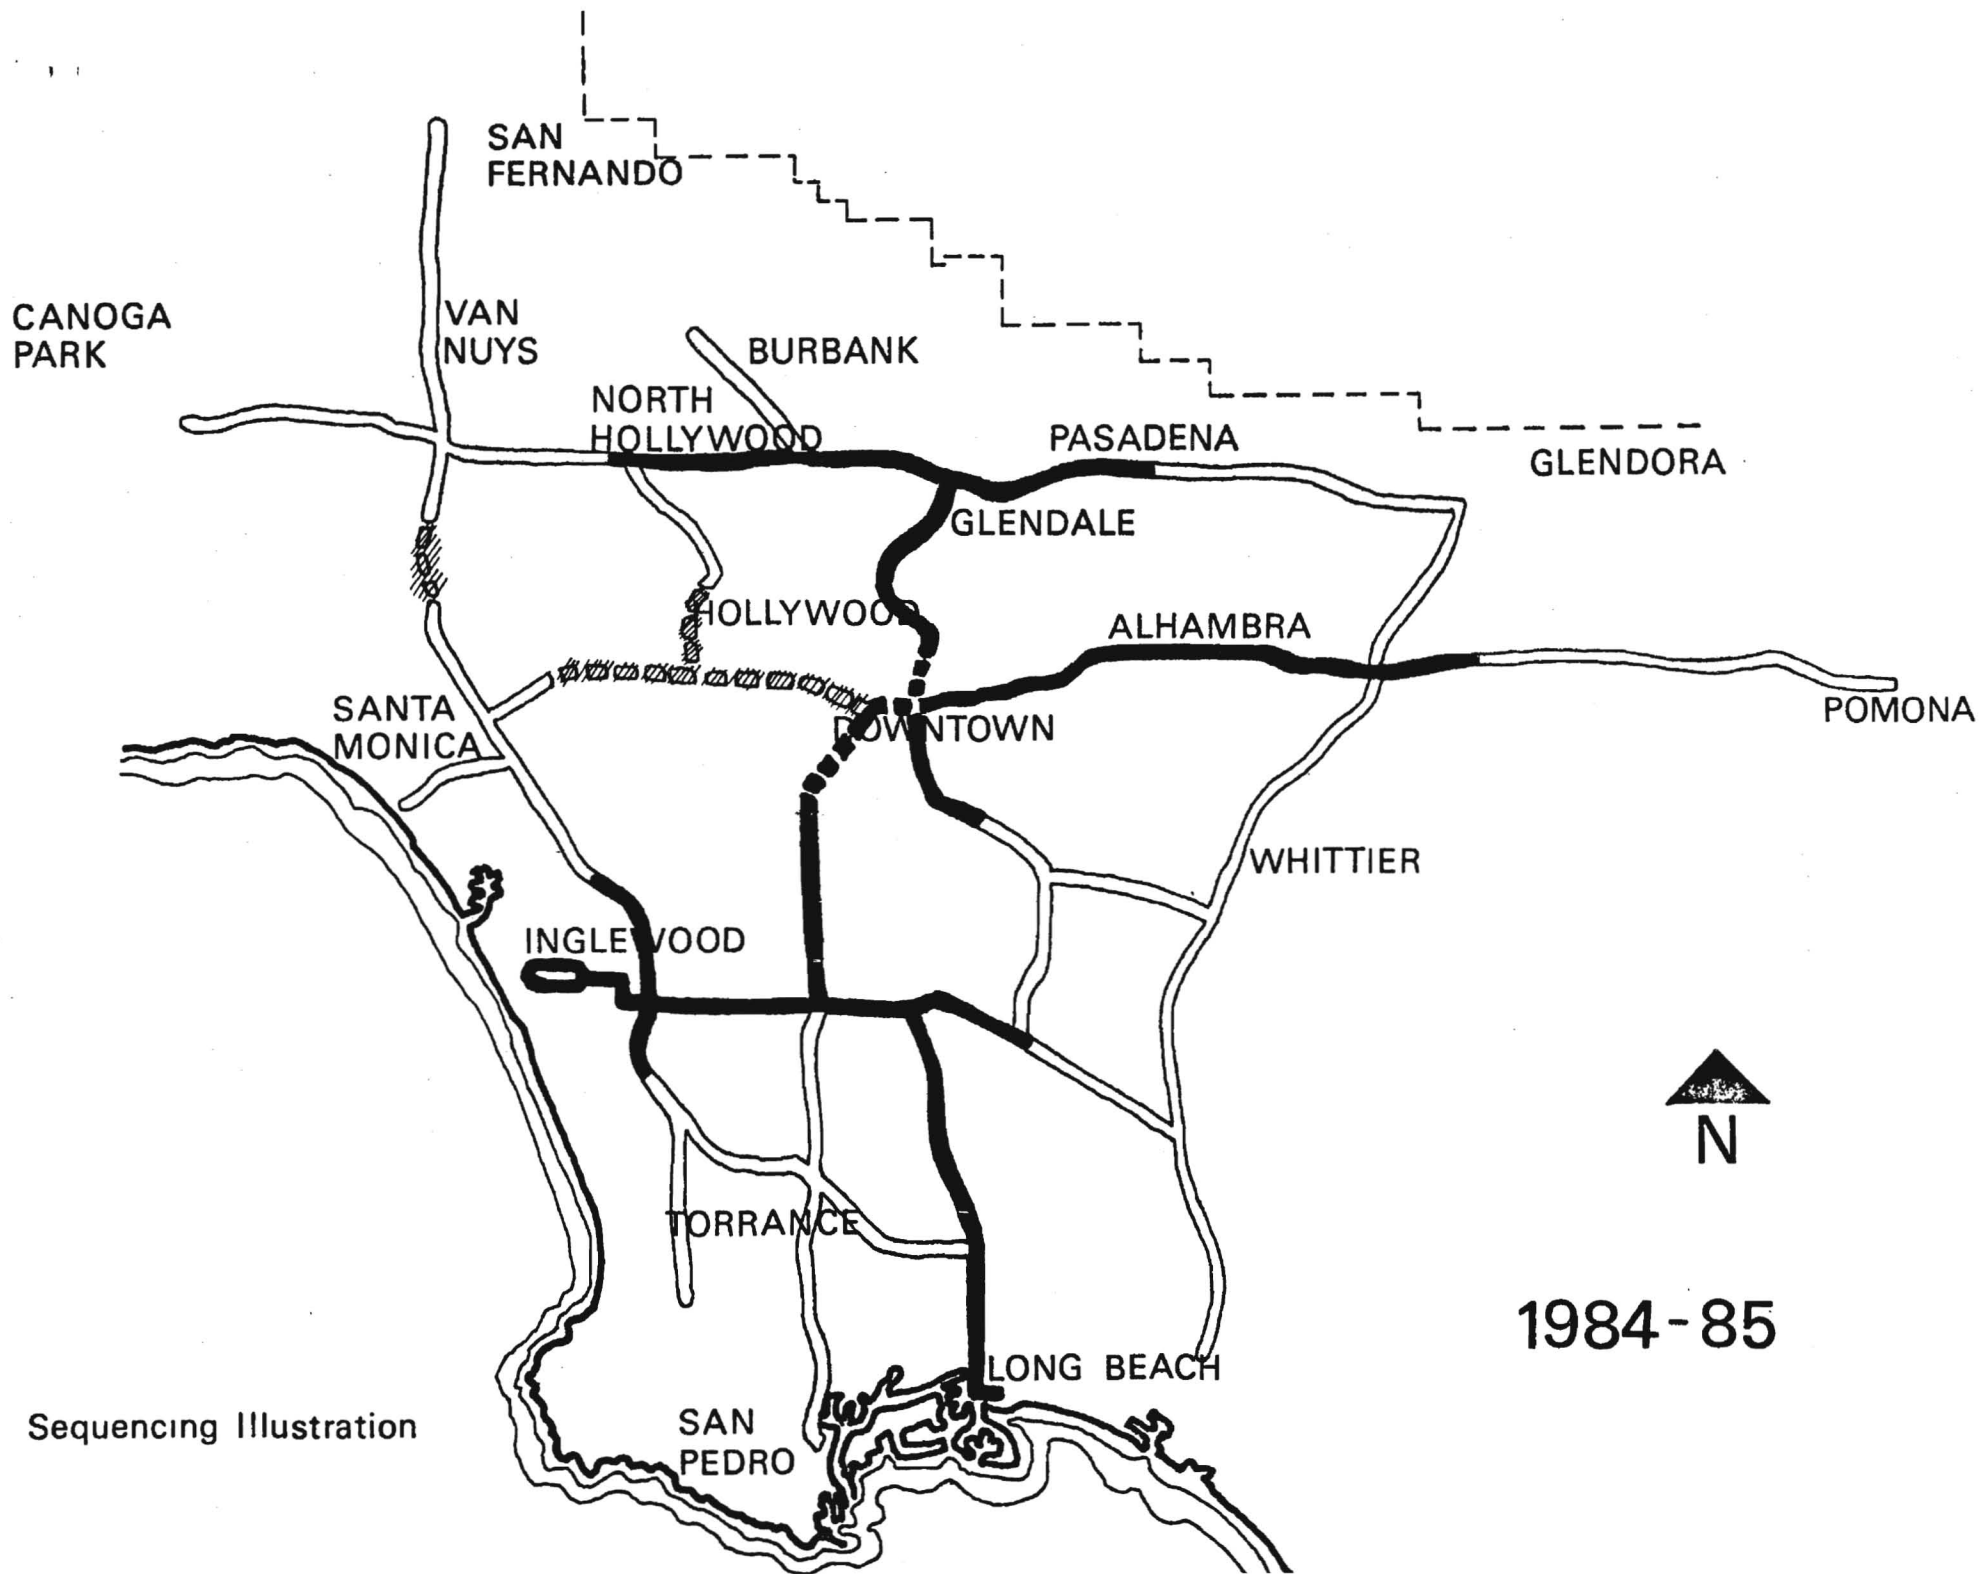 SAN
FERNANDO
CANOGA
PARK
VAN
NUYS
BURBANK
NORTH
HOLLYWOOD
PASADENA
GLENDORA
GLENDALE
HOLLYWOOD
ALHAMBRA
SANTA
MONICA
DOWNTOWN
POMONA
WHITTIER
INGLEWOOD
N
TORRANCE
1984-85
LONG BEACH
Sequencing Illustration
SAN
PEDRO